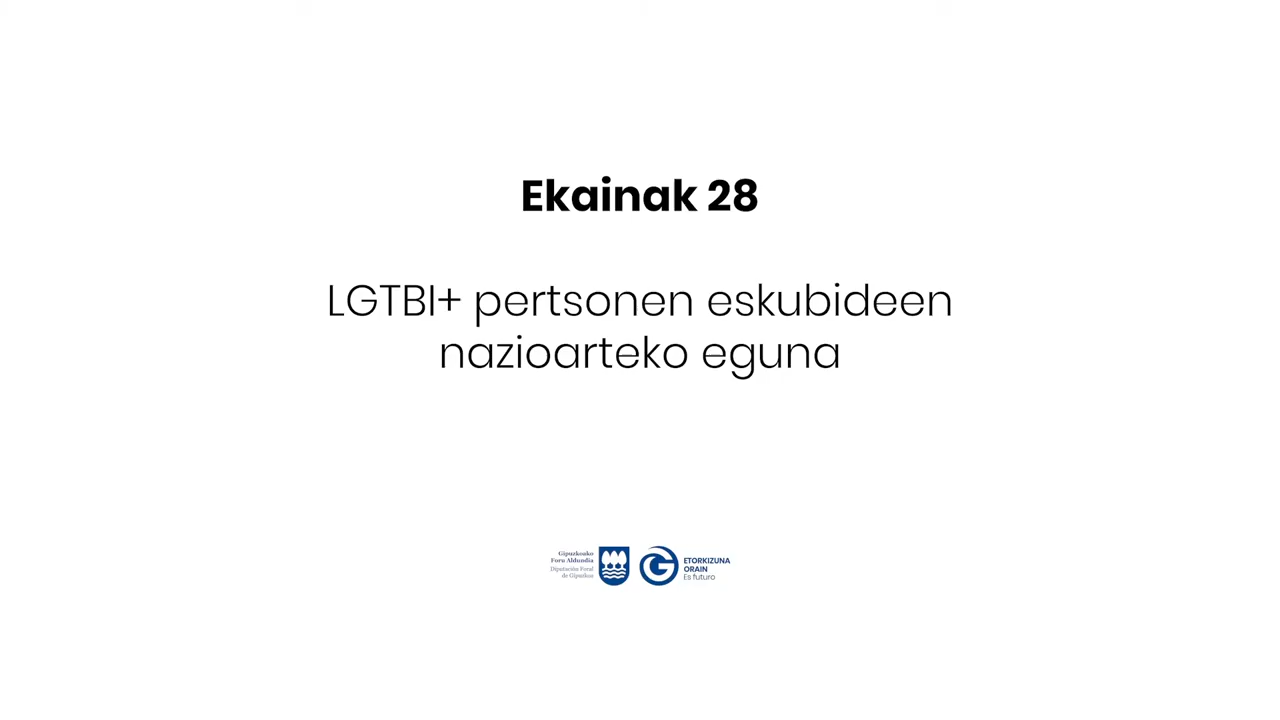 Ekainak 28
LGTBI+ pertsonen eskubideen
nazioarteko eguna
Gipuzkoako
Foru Aldundia
Diputación Foral
de Gipuzkoa
ETORKIZUNA
ORAIN
Es futuro